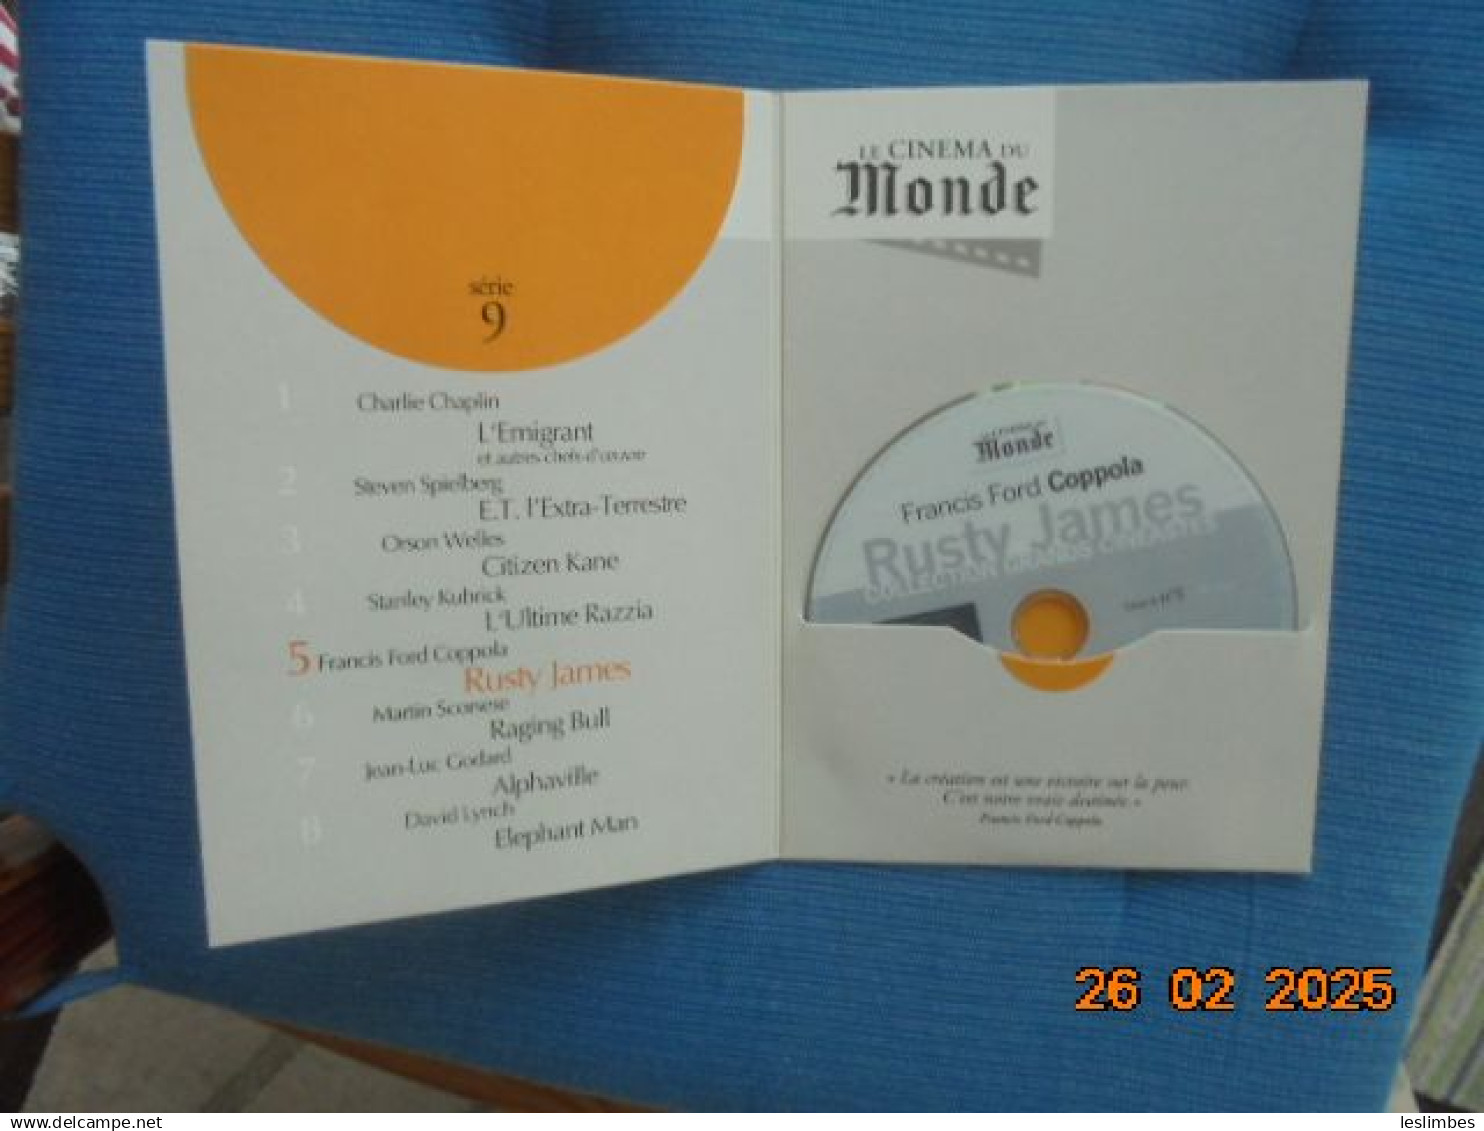 série
9
1
Charlie Chaplin
L'Emigrant
et autres chefs-d'œuvre
2
Steven Spielberg
E.T. l'Extra-Terrestre
3
Orson Welles
Citizen Kane
4
Stanley Kubrick
L'Ultime Razzia
5 Francis Ford Coppola
Rusty James
6
Martin Scorsese
Raging Bull
7
Jean-Luc Godard
Alphaville
8
David Lynch
Elephant Man
LE CINEMA DU
Monde
LE CINEMA DU
Monde
Francis Ford Coppola
Rusty James
COLLECTION GRANDS CINEASTES
« La création est une victoire sur la peur.
C'est notre vraie destinée. »
Francis Ford Coppola
26 02 2025
www.delcampe.net
leslimbes